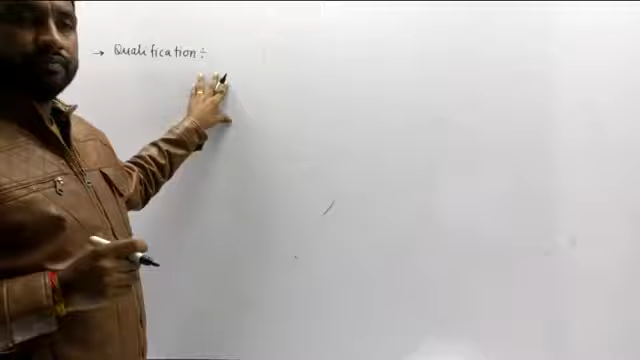 → Qualification ÷